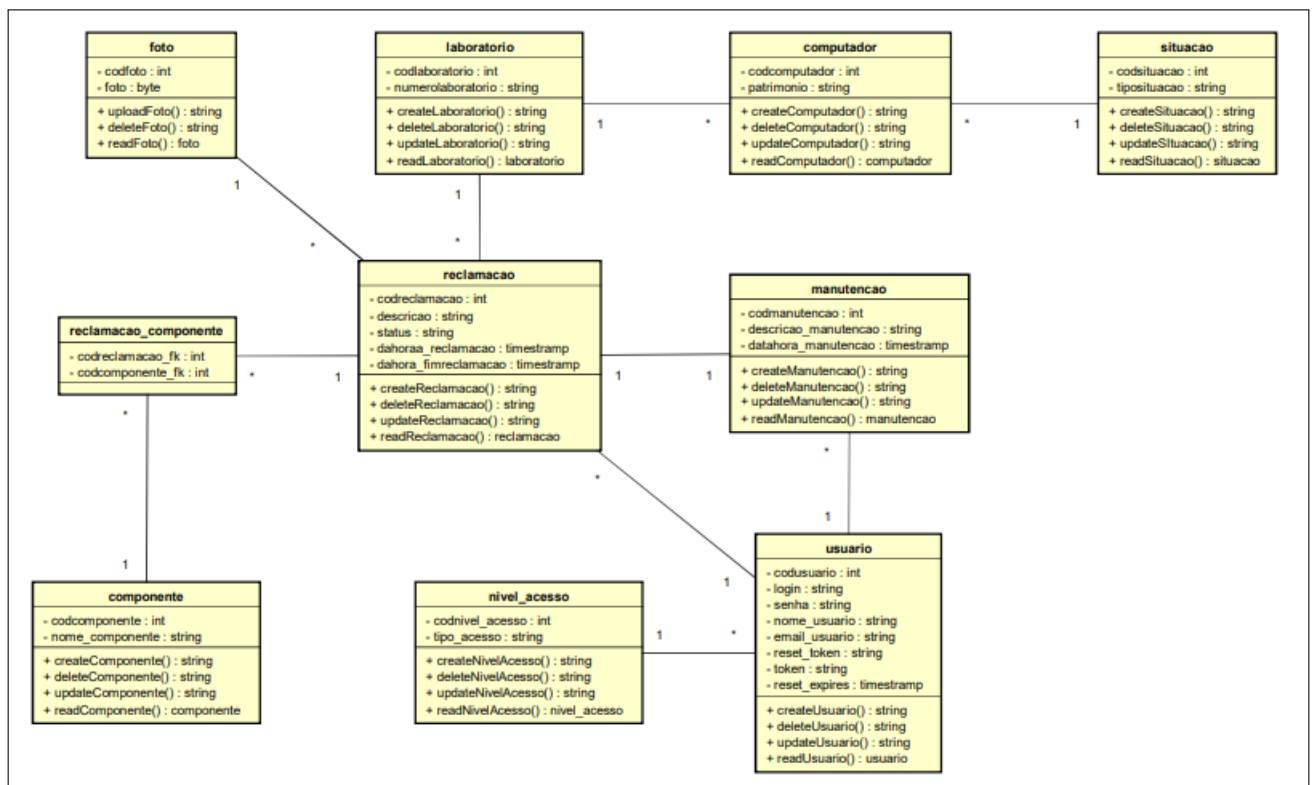 foto
- codfoto : int
- foto : byte
+ uploadFoto() : string
+ deleteFoto() : string
+ readFoto() : foto
laboratorio
- codlaboratorio : int
- numerolaboratorio : string
+ createLaboratorio() : string
+ deleteLaboratorio() : string
+ updateLaboratorio() : string
+ readLaboratorio() : laboratorio
1
*
computador
- codcomputador : int
- patrimonio : string
+ createComputador() : string
+ deleteComputador() : string
+ updateComputador() : string
+ readComputador() : computador
*
1
situacao
- codsituacao : int
- tiposituacao : string
+ createSituacao() : string
+ deleteSituacao() : string
+ updateSItuacao() : string
+ readSituacao() : situacao
1
*
1
*
reclamacao_componente
- codreclamacao_fk : int
- codcomponente_fk : int
*
1
reclamacao
- codreclamacao : int
- descricao : string
- status : string
- dahoraa_reclamacao : timestramp
- dahora_fimreclamacao : timestramp
+ createReclamacao() : string
+ deleteReclamacao() : string
+ updateReclamacao() : string
+ readReclamacao() : reclamacao
1
1
manutencao
- codmanutencao : int
- descricao_manutencao : string
- datahora_manutencao : timestramp
+ createManutencao() : string
+ deleteManutencao() : string
+ updateManutencao() : string
+ readManutencao() : manutencao
*
1
*
1
*
1
componente
- codcomponente : int
- nome_componente : string
+ createComponente() : string
+ deleteComponente() : string
+ updateComponente() : string
+ readComponente() : componente
nivel_acesso
- codnivel_acesso : int
- tipo_acesso : string
+ createNivelAcesso() : string
+ deleteNivelAcesso() : string
+ updateNivelAcesso() : string
+ readNivelAcesso() : nivel_acesso
1
*
usuario
- codusuario : int
- login : string
- senha : string
- nome_usuario : string
- email_usuario : string
- reset_token : string
- token : string
- reset_expires : timestramp
+ createUsuario() : string
+ deleteUsuario() : string
+ updateUsuario() : string
+ readUsuario() : usuario